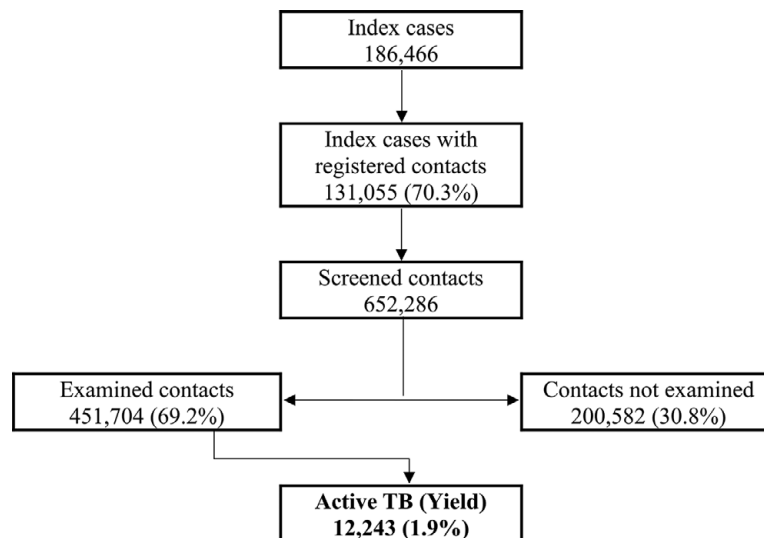 Index cases
186,466
Index cases with
registered contacts
131,055 (70.3%)
Screened contacts
652,286
Examined contacts
451,704 (69.2%)
Contacts not examined
200,582 (30.8%)
Active TB (Yield)
12,243 (1.9%)